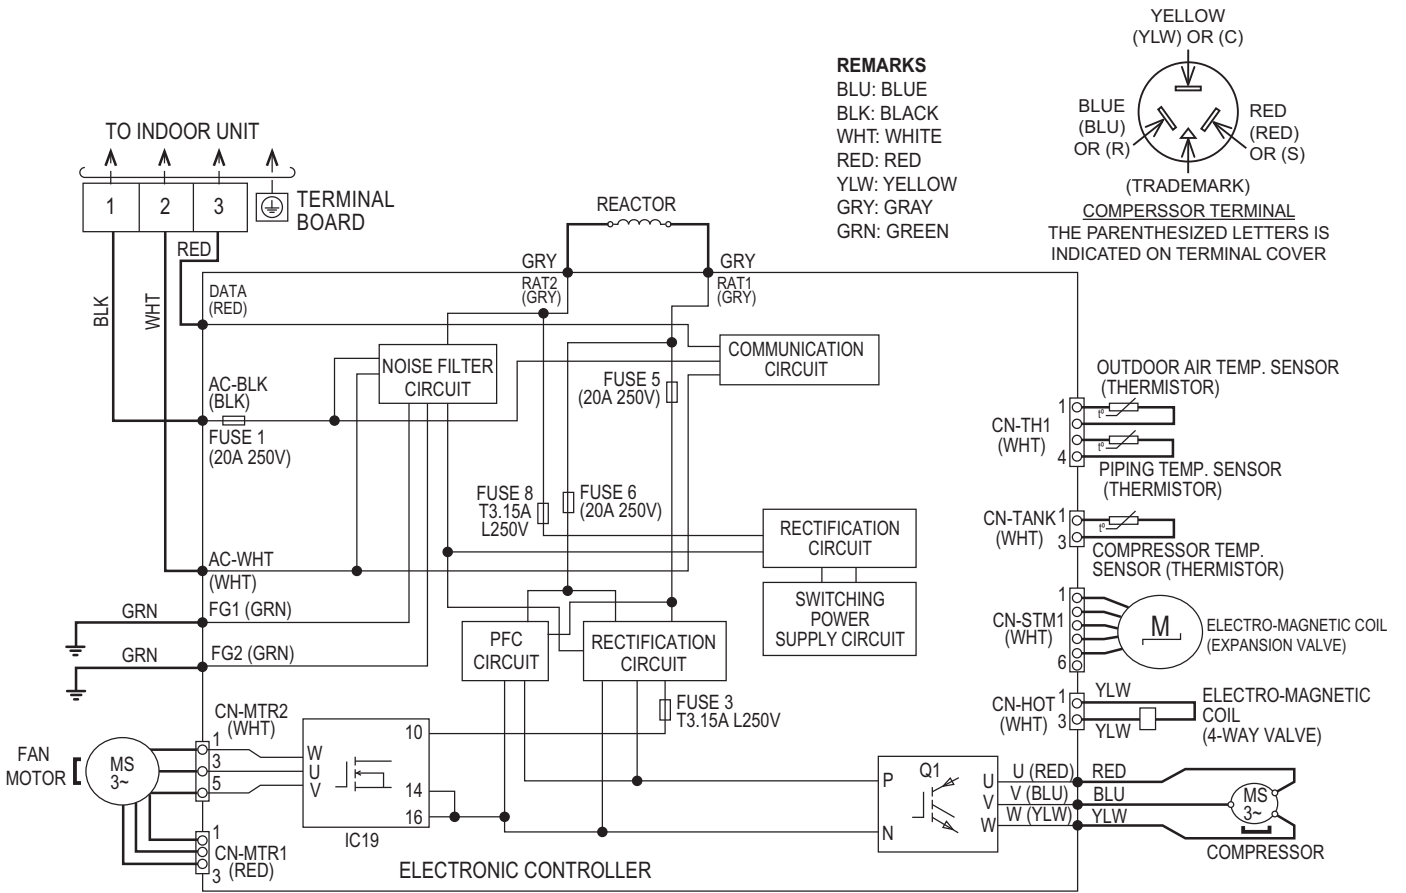 YELLOW
(YLW) OR (C)
REMARKS
BLU: BLUE
BLK: BLACK
WHT: WHITE
RED: RED
YLW: YELLOW
GRY: GRAY
GRN: GREEN
BLUE
(BLU)
OR (R)
RED
(RED)
OR (S)
(TRADEMARK)
COMPERSSOR TERMINAL
THE PARENTHESIZED LETTERS IS
INDICATED ON TERMINAL COVER
TO INDOOR UNIT
1 2 3
TERMINAL
BOARD
BLK
WHT
RED
REACTOR
GRY
RAT2
(GRY)
GRY
RAT1
(GRY)
DATA
(RED)
NOISE FILTER
CIRCUIT
COMMUNICATION
CIRCUIT
AC-BLK
(BLK)
FUSE 1
(20A 250V)
FUSE 5
(20A 250V)
FUSE 8
T3.15A
L250V
FUSE 6
(20A 250V)
RECTIFICATION
CIRCUIT
SWITCHING
POWER
SUPPLY CIRCUIT
AC-WHT
(WHT)
GRN
FG1 (GRN)
GRN
FG2 (GRN)
PFC
CIRCUIT
RECTIFICATION
CIRCUIT
FUSE 3
T3.15A L250V
OUTDOOR AIR TEMP. SENSOR
(THERMISTOR)
CN-TH1
(WHT)
1
4
t°
t°
PIPING TEMP. SENSOR
(THERMISTOR)
CN-TANK
(WHT)
1
3
t°
COMPRESSOR TEMP.
SENSOR (THERMISTOR)
CN-STM1
(WHT)
1
6
M
ELECTRO-MAGNETIC COIL
(EXPANSION VALVE)
CN-HOT
(WHT)
1
3
YLW
YLW
ELECTRO-MAGNETIC
COIL
(4-WAY VALVE)
FAN
MOTOR
MS
3~
CN-MTR2
(WHT)
1
3
5
W
U
V
10
14
16
IC19
1
CN-MTR1
(RED)
3
ELECTRONIC CONTROLLER
P
N
Q1
U
V
W
U (RED)
V (BLU)
W (YLW)
RED
BLU
YLW
MS
3~
COMPRESSOR